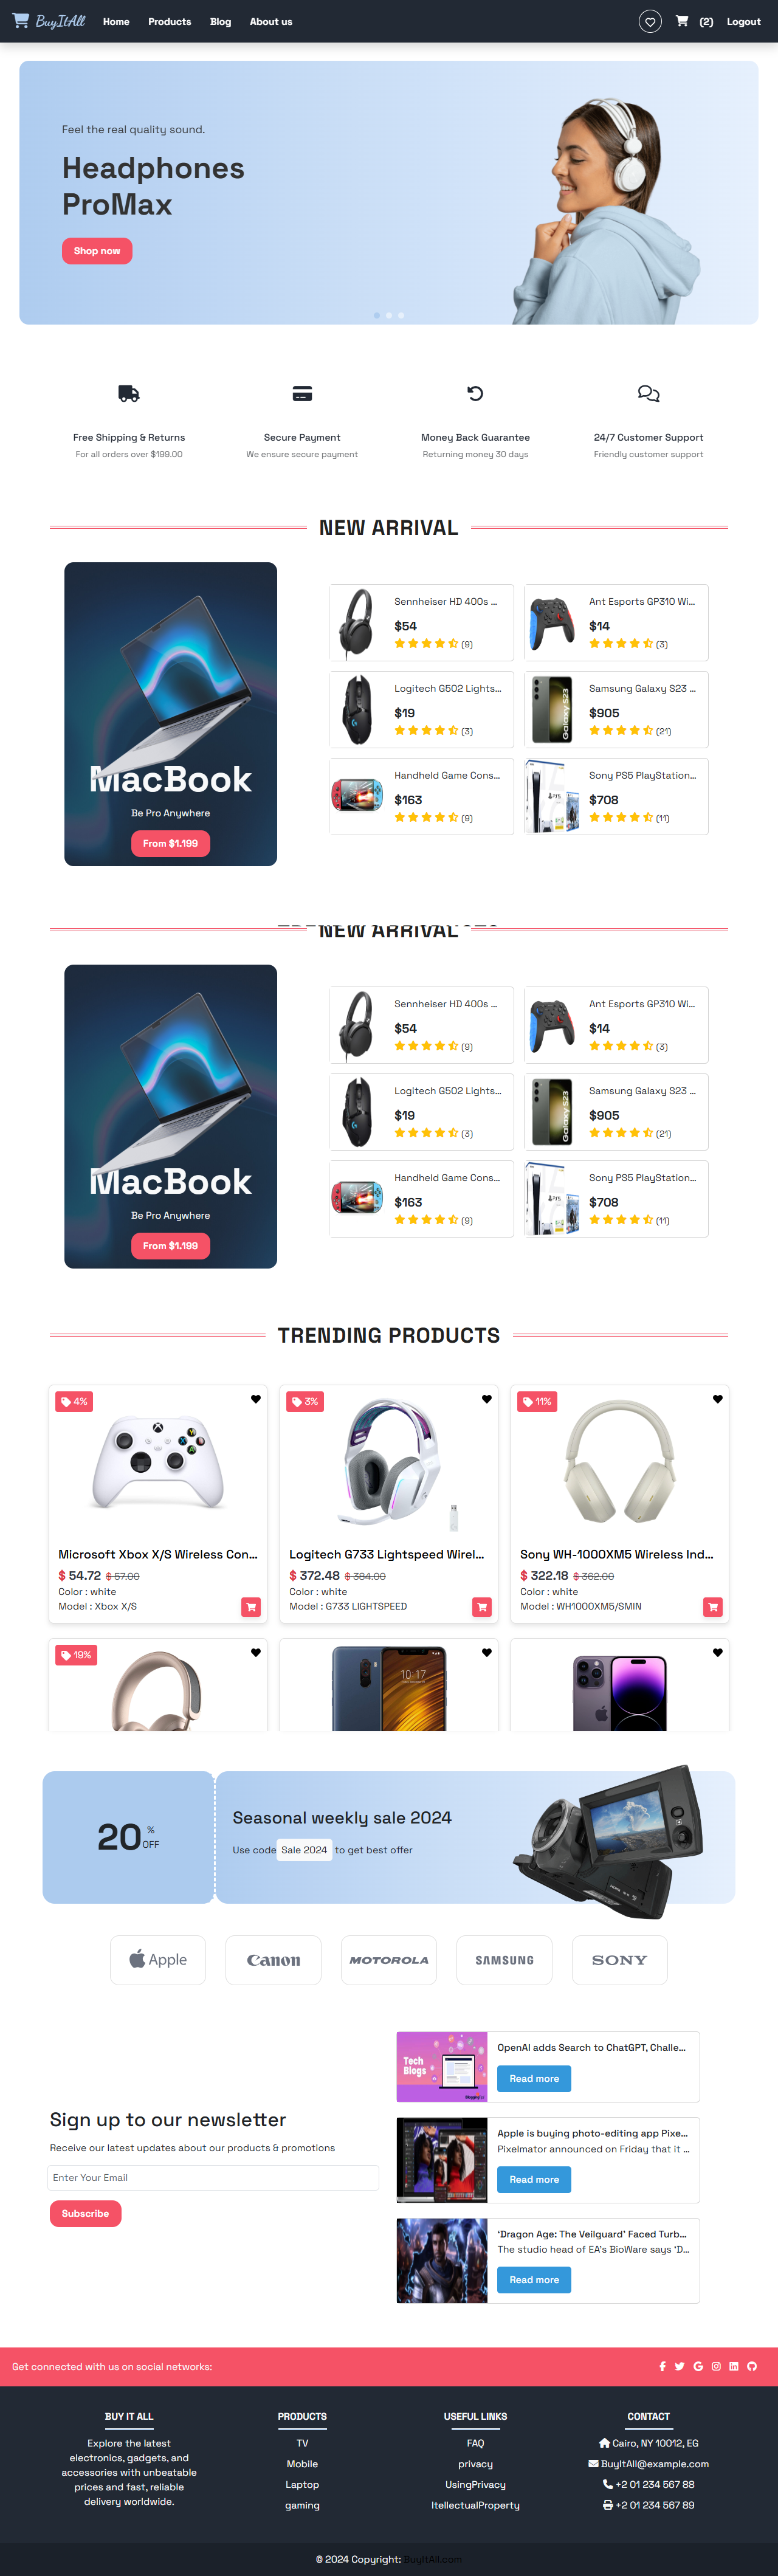 BuyItAll Home Products Blog About us (2) Logout
Feel the real quality sound.
Headphones
ProMax
Shop now
Free Shipping & Returns
For all orders over $199.00
Secure Payment
We ensure secure payment
Money Back Guarantee
Returning money 30 days
24/7 Customer Support
Friendly customer support
NEW ARRIVAL
MacBook
Be Pro Anywhere
From $1.199
Sennheiser HD 400s ...
$54
(9)
Ant Esports GP310 Wi...
$14
(3)
Logitech G502 Lights...
$19
(3)
Galaxy S23
Samsung Galaxy S23 ...
$905
(21)
Handheld Game Cons...
$163
(9)
Sony PS5 PlayStation...
$708
(11)
NEW ARRIVAL
MacBook
Be Pro Anywhere
From $1.199
Sennheiser HD 400s ...
$54
(9)
Ant Esports GP310 Wi...
$14
(3)
Logitech G502 Lights...
$19
(3)
Galaxy S23
Samsung Galaxy S23 ...
$905
(21)
Handheld Game Cons...
$163
(9)
Sony PS5 PlayStation...
$708
(11)
TRENDING PRODUCTS
4%
Microsoft Xbox X/S Wireless Con...
$ 54.72 $ 57.00
Color : white
Model : Xbox X/S
3%
Logitech G733 Lightspeed Wirel...
$ 372.48 $ 384.00
Color : white
Model : G733 LIGHTSPEED
11%
Sony WH-1000XM5 Wireless Ind...
$ 322.18 $ 362.00
Color : white
Model : WH1000XM5/SMIN
19%
10:17
20 %
OFF
Seasonal weekly sale 2024
Use code Sale 2024 to get best offer
Apple
Canon
MOTOROLA
SAMSUNG
SONY
Sign up to our newsletter
Receive our latest updates about our products & promotions
Enter Your Email
Subscribe
Tech
Blogs
OpenAI adds Search to ChatGPT, Challe...
Read more
Apple is buying photo-editing app Pixe...
Pixelmator announced on Friday that it ...
Read more
‘Dragon Age: The Veilguard’ Faced Turb...
The studio head of EA's BioWare says ‘D...
Read more
Get connected with us on social networks:
BUY IT ALL
Explore the latest
electronics, gadgets, and
accessories with unbeatable
prices and fast, reliable
delivery worldwide.
PRODUCTS
TV
Mobile
Laptop
gaming
USEFUL LINKS
FAQ
privacy
UsingPrivacy
ItellectualProperty
CONTACT
Cairo, NY 10012, EG
BuyItAll@example.com
+2 01 234 567 88
+2 01 234 567 89
© 2024 Copyright: BuyItAll.com